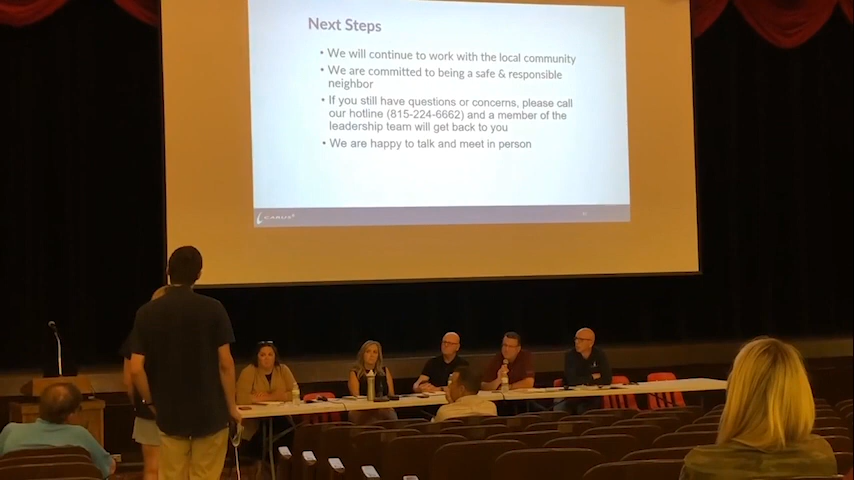 Next Steps
• We will continue to work with the local community
• We are committed to being a safe & responsible
neighbor
• If you still have questions or concerns, please call
our hotline (815-224-6662) and a member of the
leadership team will get back to you
• We are happy to talk and meet in person
CARUS